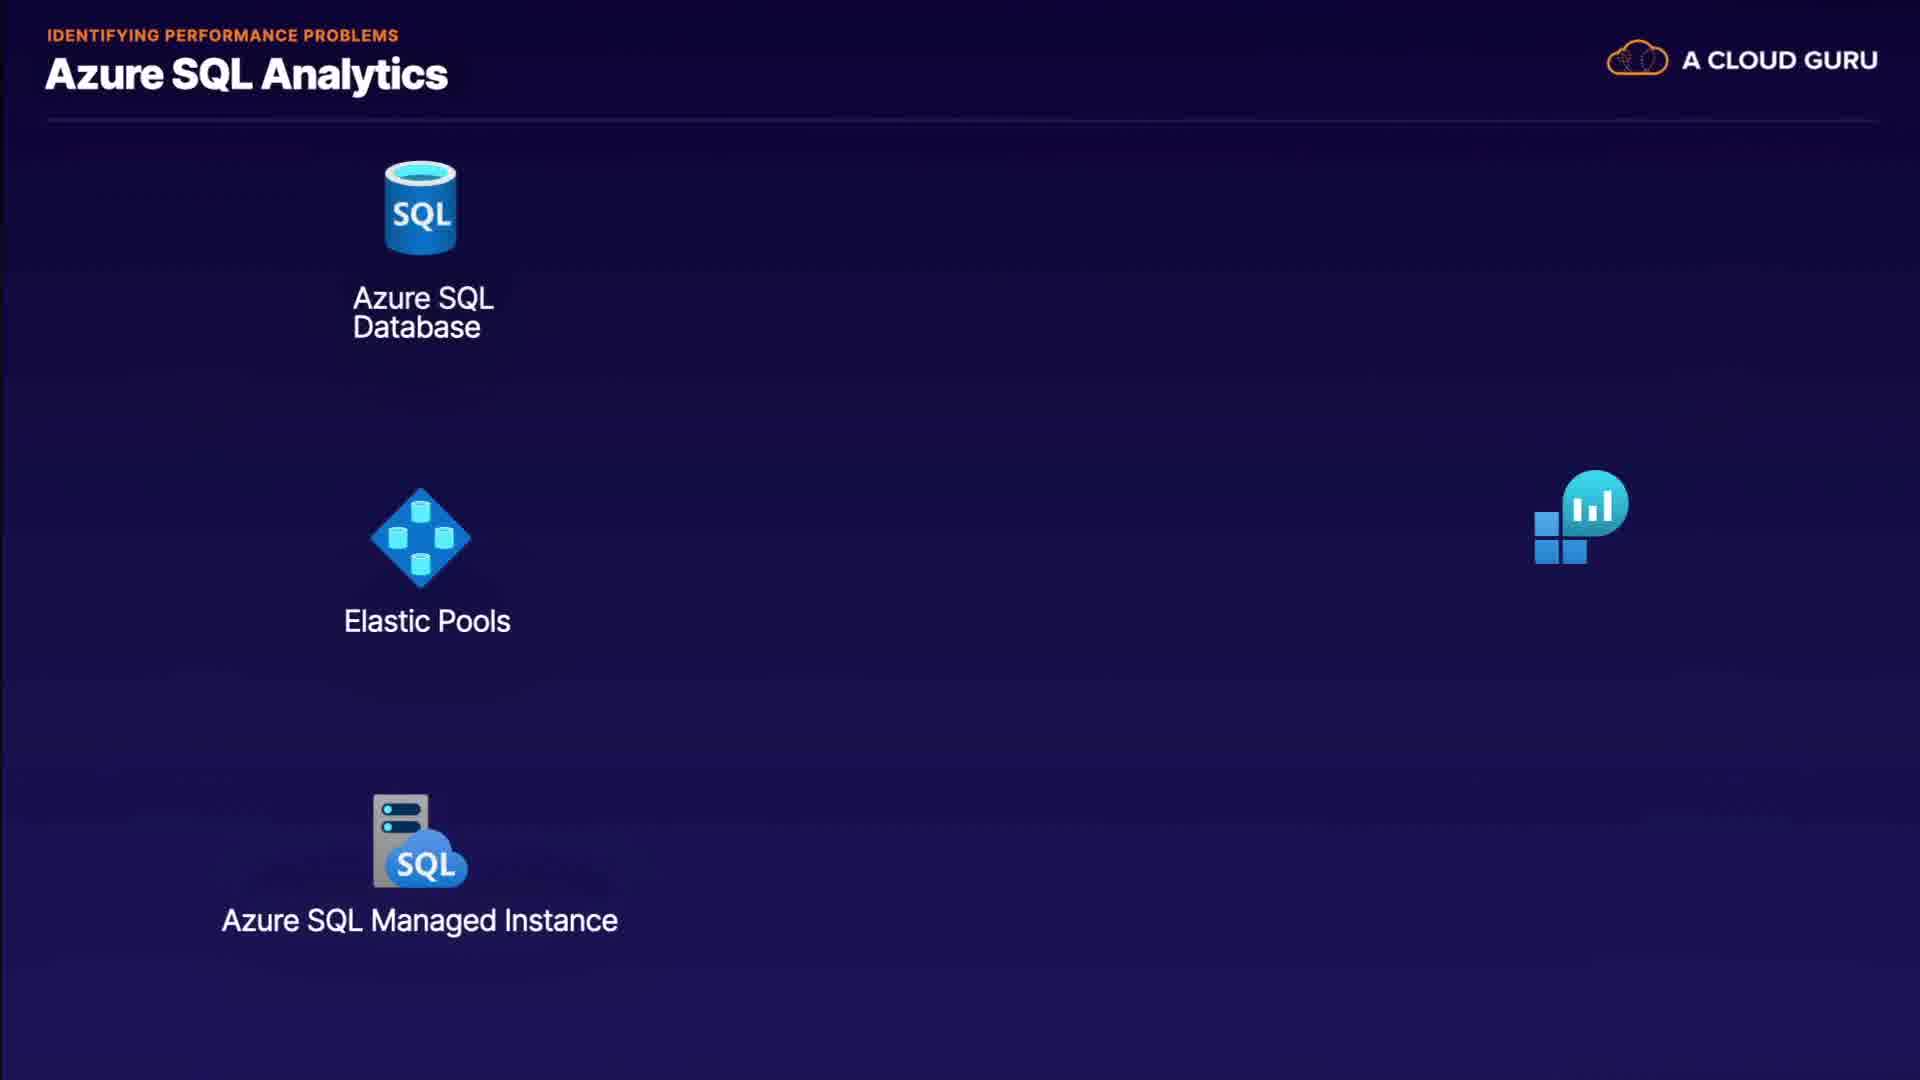 IDENTIFYING PERFORMANCE PROBLEMS
Azure SQL Analytics
A CLOUD GURU
SQL
Azure SQL
Database
Elastic Pools
SQL
Azure SQL Managed Instance